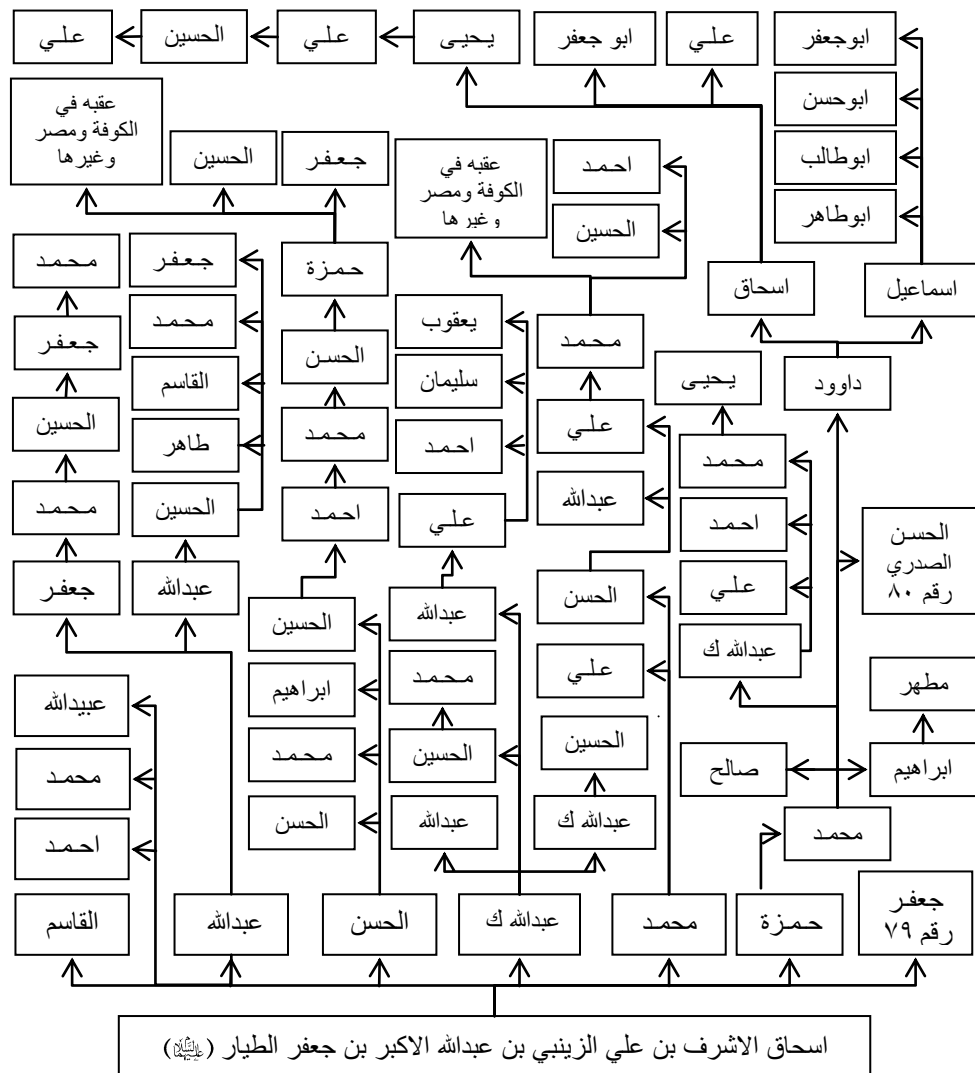 ابوجعفر
علي
ابو جعفر
يحيى
علي
الحسين
علي
ابوحسن
ابوطالب
ابوطاهر
احمد
الحسين
عقبه في
الكوفة ومصر
وغيرها
جعفر
الحسين
عقبه في
الكوفة ومصر
وغيرها
اسماعيل
اسحاق
حمزة
جعفر
محمد
محمد
يعقوب
محمد
جعفر
داوود
يحيى
سليمان
الحسن
القاسم
الحسين
علي
محمد
احمد
محمد
طاهر
محمد
عبدالله
احمد
علي
احمد
الحسين
الحسن
الصدري
رقم ٨٠
علي
الحسن
عبدالله
الحسين
عبدالله
جعفر
عبدالله ك
علي
محمد
ابراهيم
عبيدالله
مطهر
ابراهيم
صالح
الحسين
الحسين
محمد
محمد
محمد
عبدالله ك
عبدالله
الحسن
احمد
جعفر
رقم ٧٩
حمزة
محمد
عبدالله ك
الحسن
عبدالله
القاسم
اسحاق الاشرف بن علي الزينبي بن عبدالله الاكبر بن جعفر الطيار (عليهما السلام)